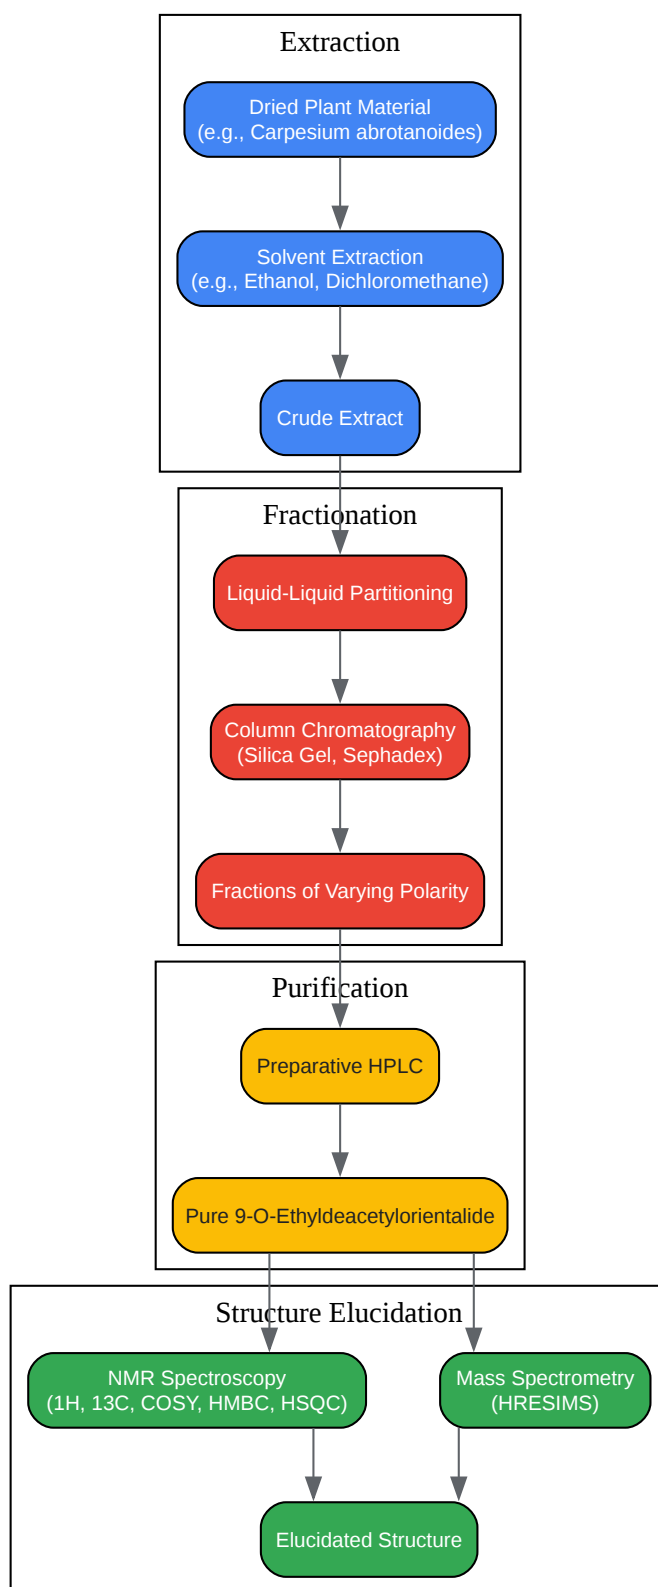 Extraction
Dried Plant Material
(e.g., Carpesium abrotanoides)
Solvent Extraction
(e.g., Ethanol, Dichloromethane)
Crude Extract
Fractionation
Liquid-Liquid Partitioning
Column Chromatography
(Silica Gel, Sephadex)
Fractions of Varying Polarity
Purification
Preparative HPLC
Pure 9-O-Ethyldeacetylorientalide
Structure Elucidation
NMR Spectroscopy
(1H, 13C, COSY, HMBC, HSQC)
Mass Spectrometry
(HRESIMS)
Elucidated Structure